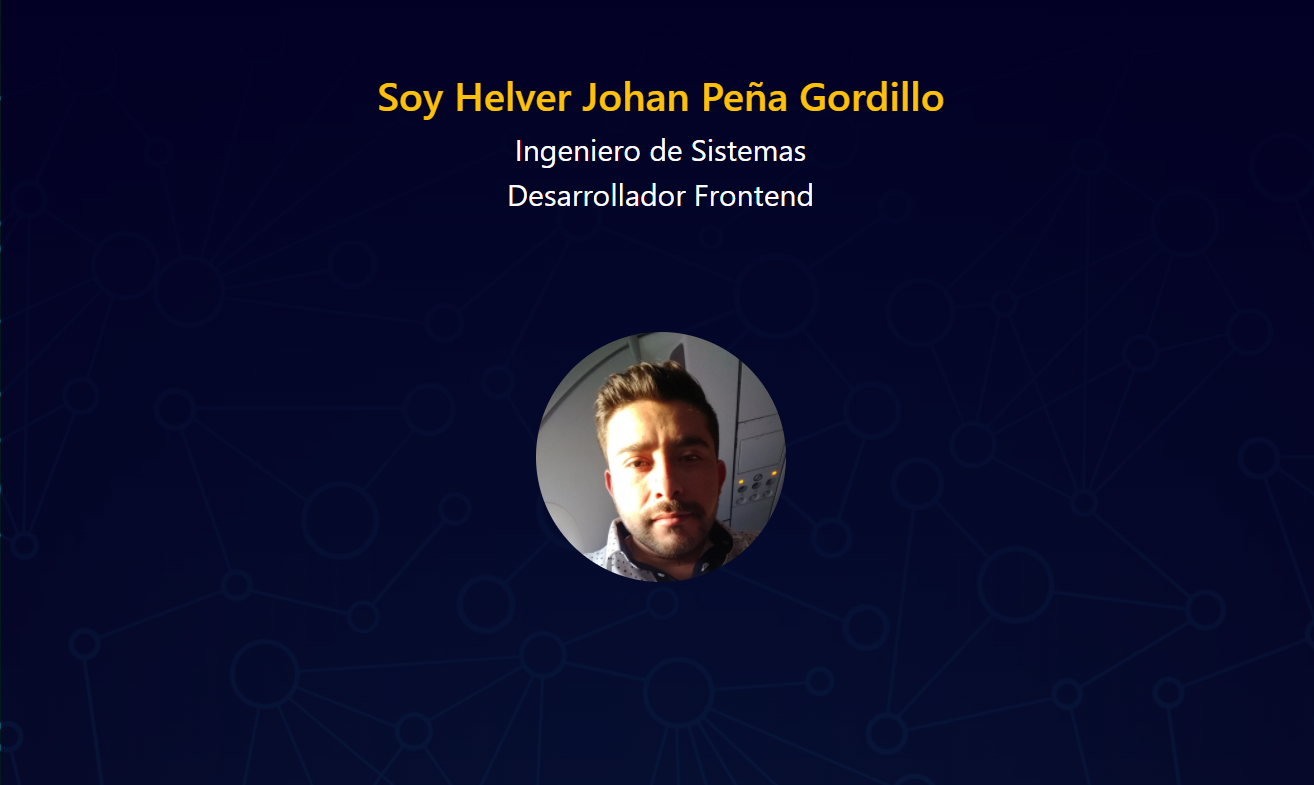 Soy Helver Johan Peña Gordillo
Ingeniero de Sistemas
Desarrollador Frontend